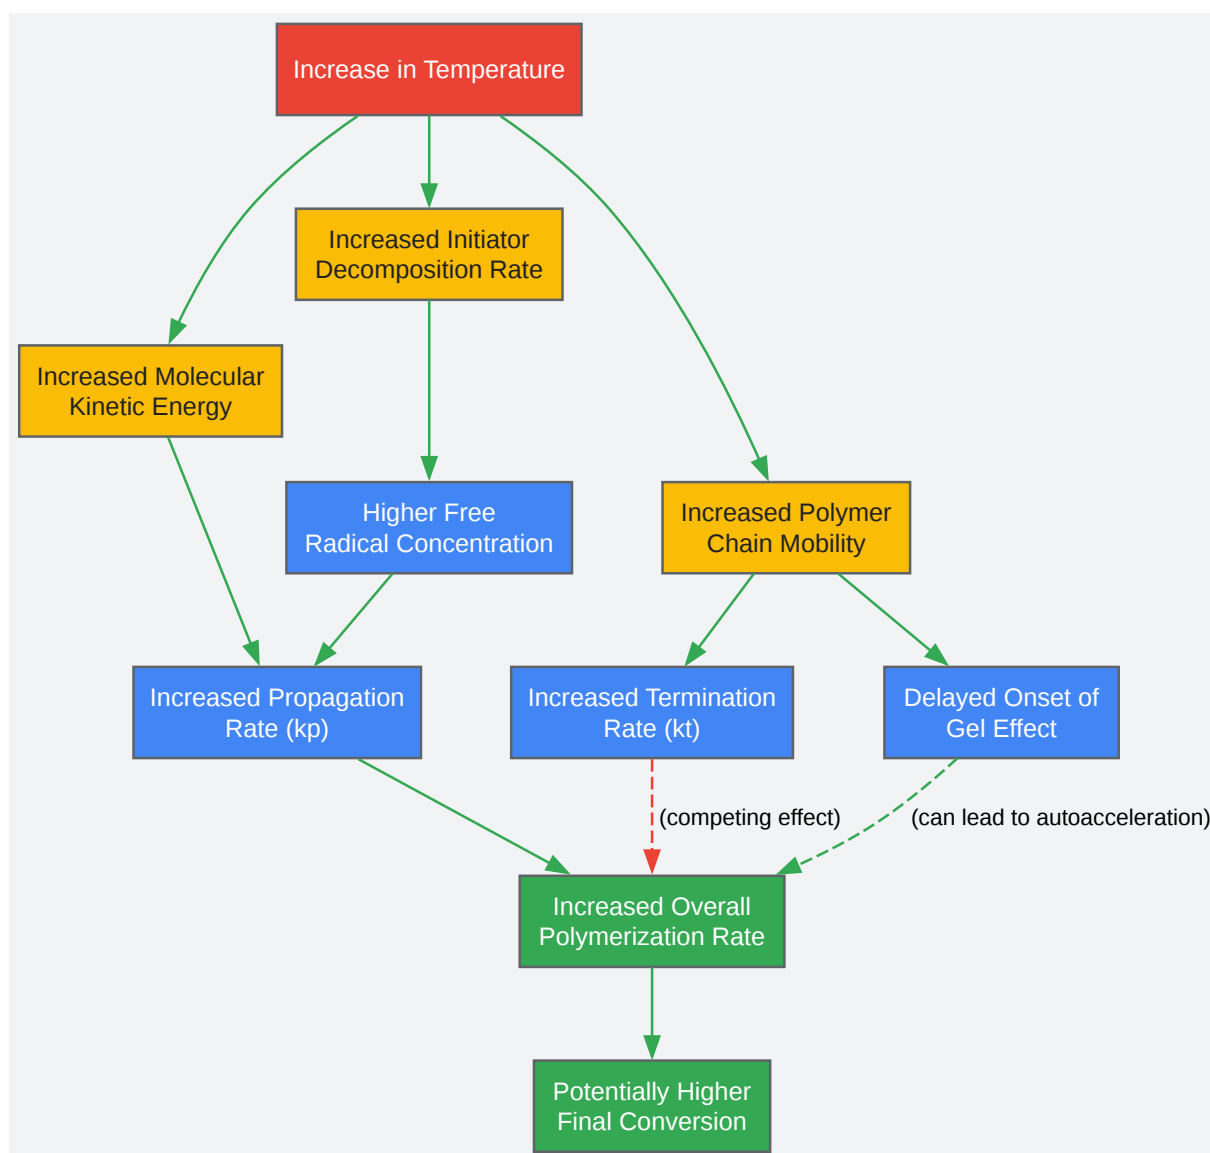 Increase in Temperature
Increased Initiator
Decomposition Rate
Increased Molecular
Kinetic Energy
Higher Free
Radical Concentration
Increased Polymer
Chain Mobility
Increased Propagation
Rate (kp)
Increased Termination
Rate (kt)
Delayed Onset of
Gel Effect
(competing effect)
(can lead to autoacceleration)
Increased Overall
Polymerization Rate
Potentially Higher
Final Conversion